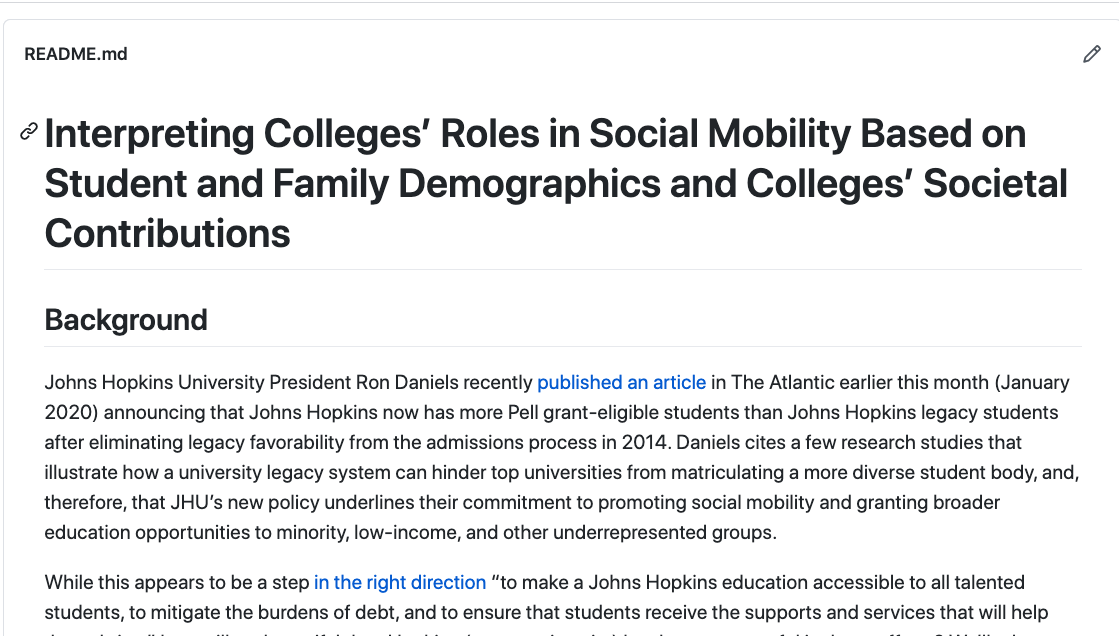 README.md
Interpreting Colleges’ Roles in Social Mobility Based on
Student and Family Demographics and Colleges’ Societal
Contributions
Background
Johns Hopkins University President Ron Daniels recently published an article in The Atlantic earlier this month (January
2020) announcing that Johns Hopkins now has more Pell grant-eligible students than Johns Hopkins legacy students
after eliminating legacy favorability from the admissions process in 2014. Daniels cites a few research studies that
illustrate how a university legacy system can hinder top universities from matriculating a more diverse student body, and,
therefore, that JHU’s new policy underlines their commitment to promoting social mobility and granting broader
education opportunities to minority, low-income, and other underrepresented groups.
While this appears to be a step in the right direction “to make a Johns Hopkins education accessible to all talented
students, to mitigate the burdens of debt, and to ensure that students receive the supports and services that will help